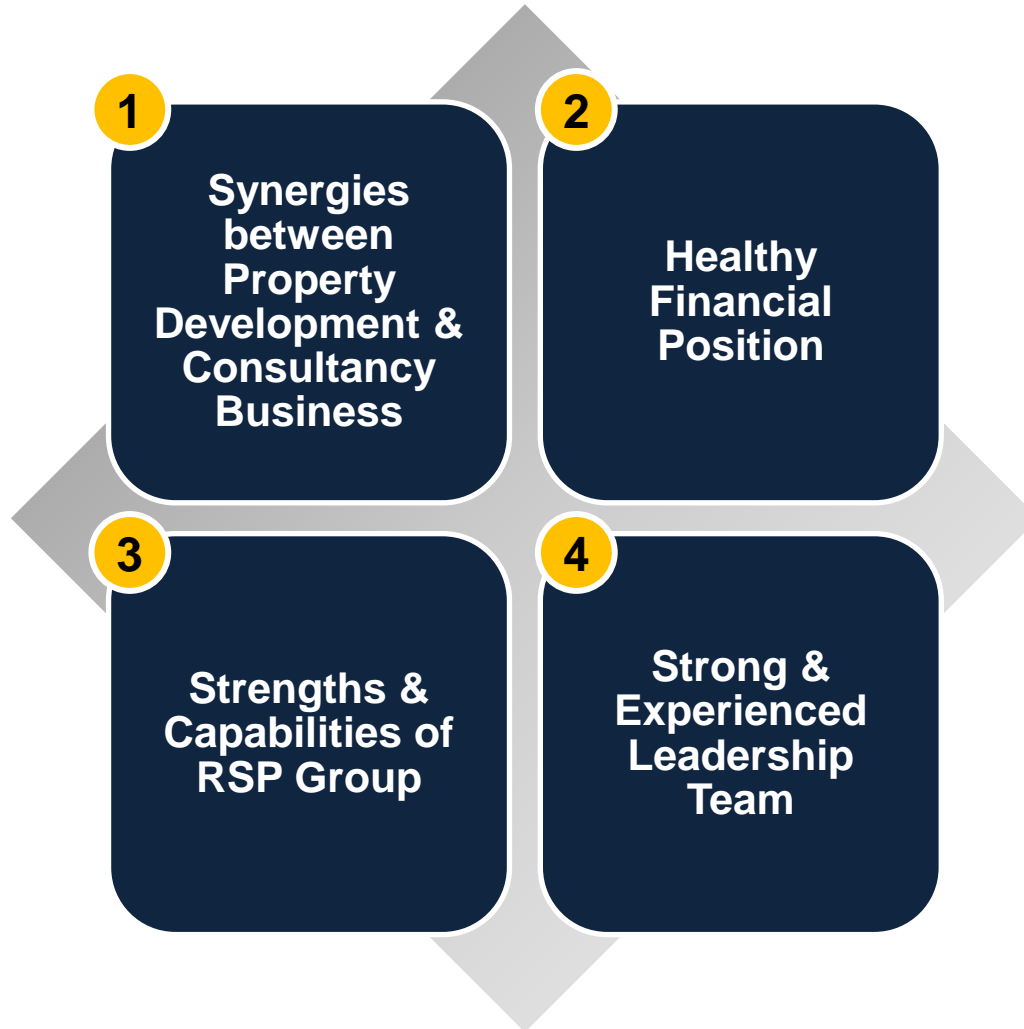 1
Synergies
between
Property
Development &
Consultancy
Business
2
Healthy
Financial
Position
3
Strengths &
Capabilities of
RSP Group
4
Strong &
Experienced
Leadership
Team